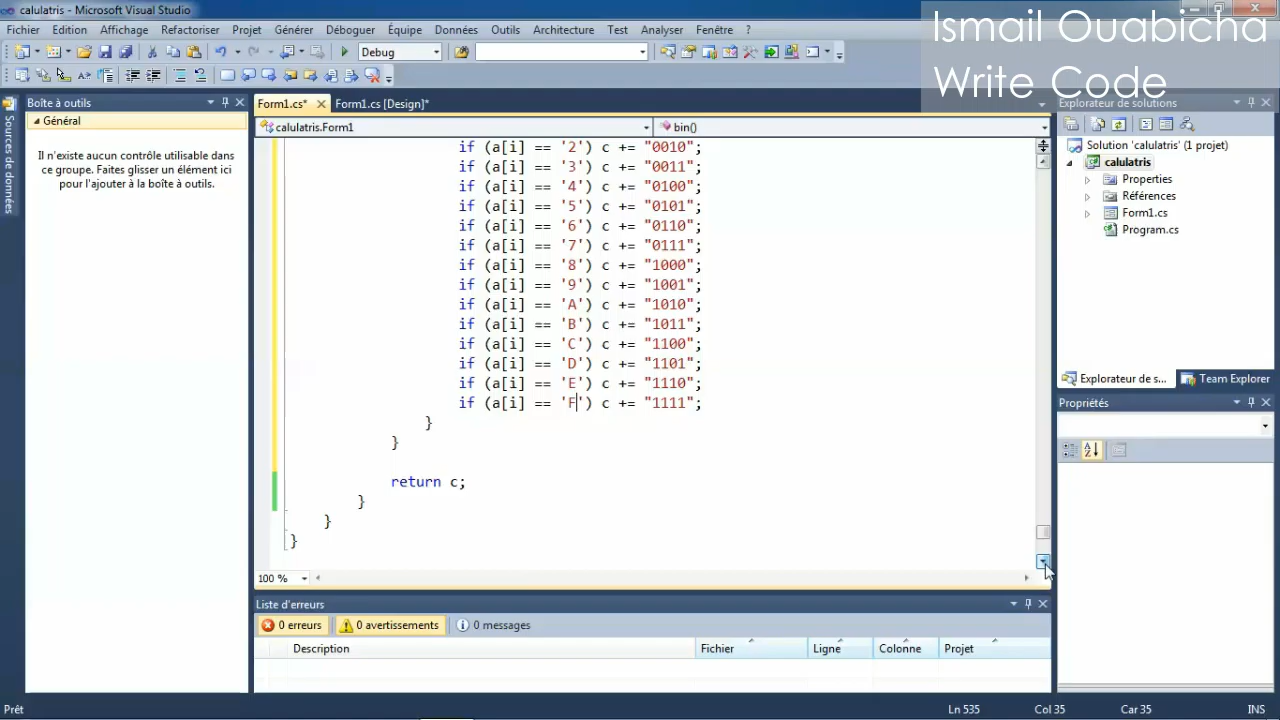 calulatris - Microsoft Visual Studio
Ismail Ouabicha
Write Code
Fichier Edition Affichage Refactoriser Projet Générer Déboguer Équipe Données Outils Architecture Test Analyser Fenêtre ?
Debug
Boîte à outils
Général
Il n'existe aucun contrôle utilisable dans
ce groupe. Faites glisser un élément ici
pour l'ajouter à la boîte à outils.
Sources de données
Form1.cs* Form1.cs [Design]*
calulatris.Form1 bin()
if (a[i] == '2') c += "0010";
if (a[i] == '3') c += "0011";
if (a[i] == '4') c += "0100";
if (a[i] == '5') c += "0101";
if (a[i] == '6') c += "0110";
if (a[i] == '7') c += "0111";
if (a[i] == '8') c += "1000";
if (a[i] == '9') c += "1001";
if (a[i] == 'A') c += "1010";
if (a[i] == 'B') c += "1011";
if (a[i] == 'C') c += "1100";
if (a[i] == 'D') c += "1101";
if (a[i] == 'E') c += "1110";
if (a[i] == 'F') c += "1111";
}
}
return c;
}
}
}
100 %
Liste d'erreurs
0 erreurs 0 avertissements 0 messages
Description Fichier Ligne Colonne Projet
Explorateur de solutions
Solution 'calulatris' (1 projet)
calulatris
Properties
Références
Form1.cs
Program.cs
Explorateur de s... Team Explorer
Propriétés
Prêt Ln 535 Col 35 Car 35 INS